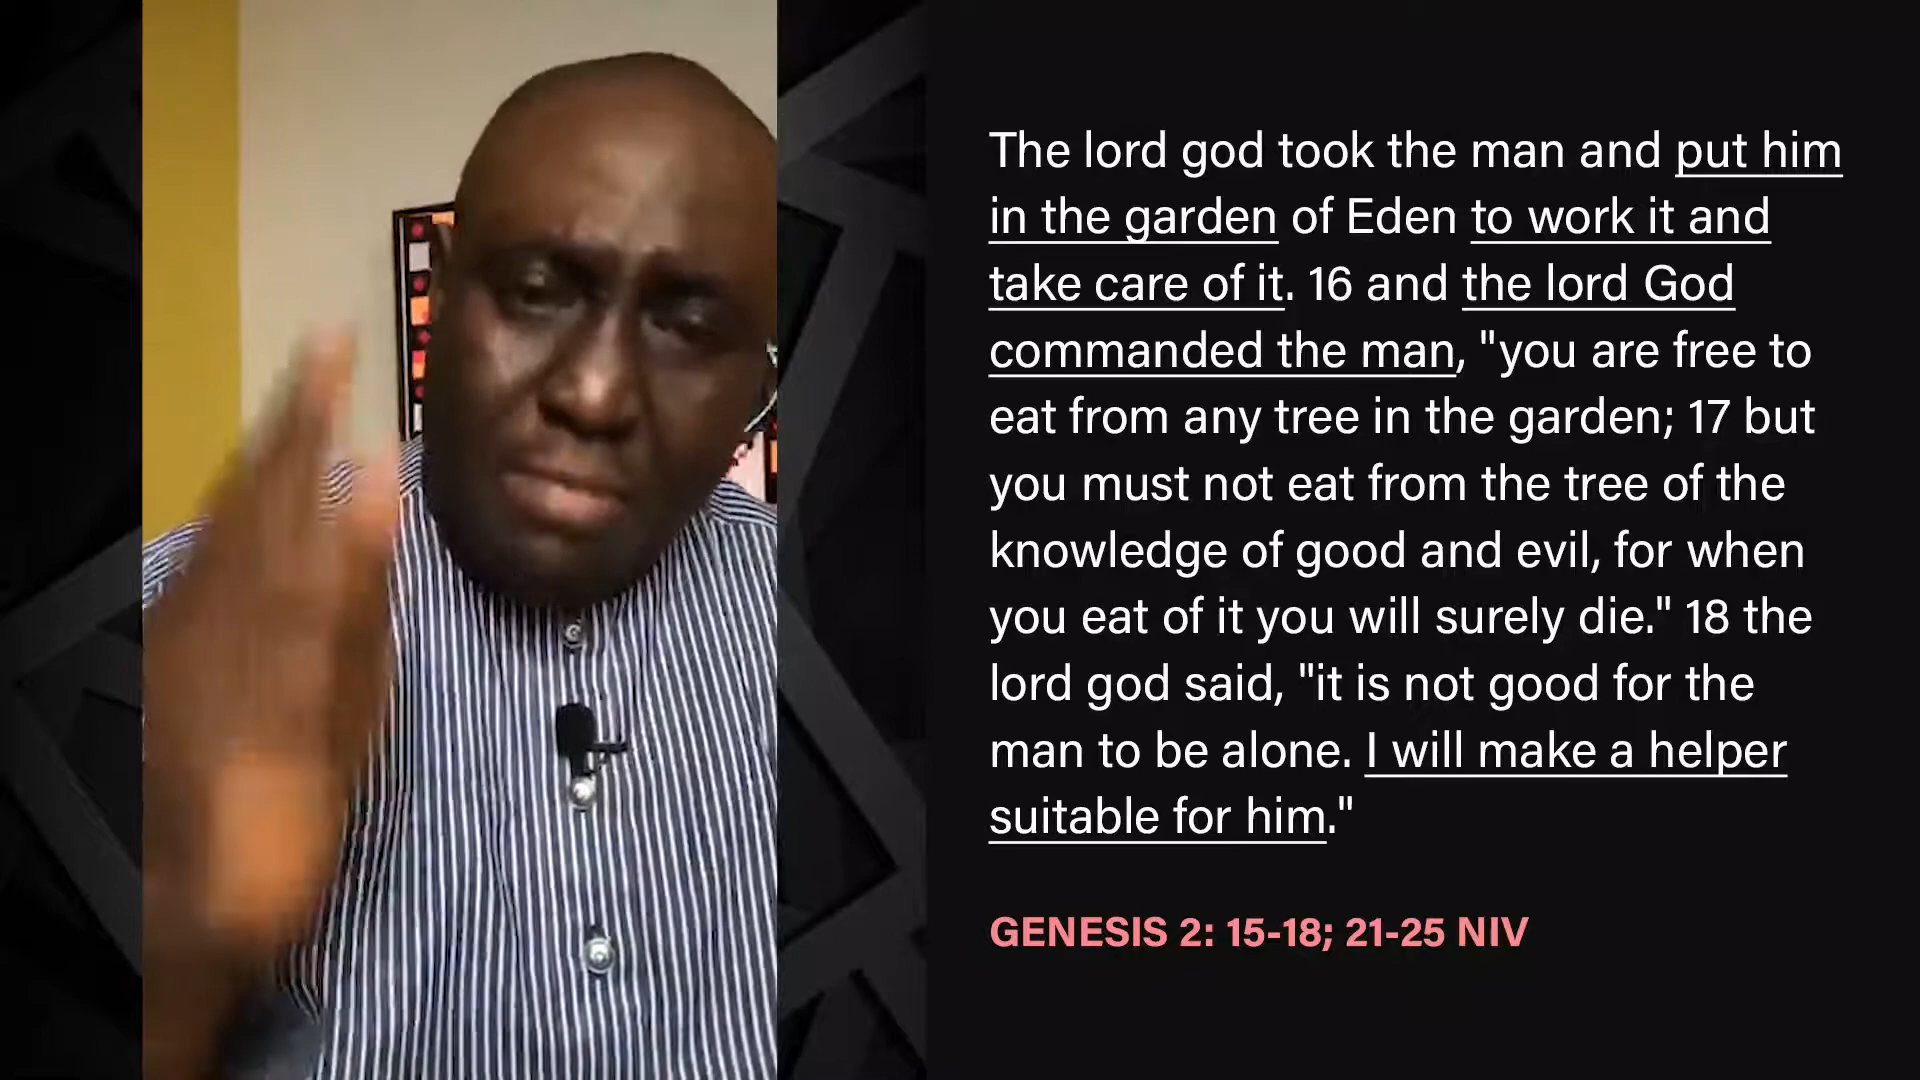 The lord god took the man and put him
in the garden of Eden to work it and
take care of it. 16 and the lord God
commanded the man, "you are free to
eat from any tree in the garden; 17 but
you must not eat from the tree of the
knowledge of good and evil, for when
you eat of it you will surely die." 18 the
lord god said, "it is not good for the
man to be alone. I will make a helper
suitable for him."
GENESIS 2: 15-18; 21-25 NIV